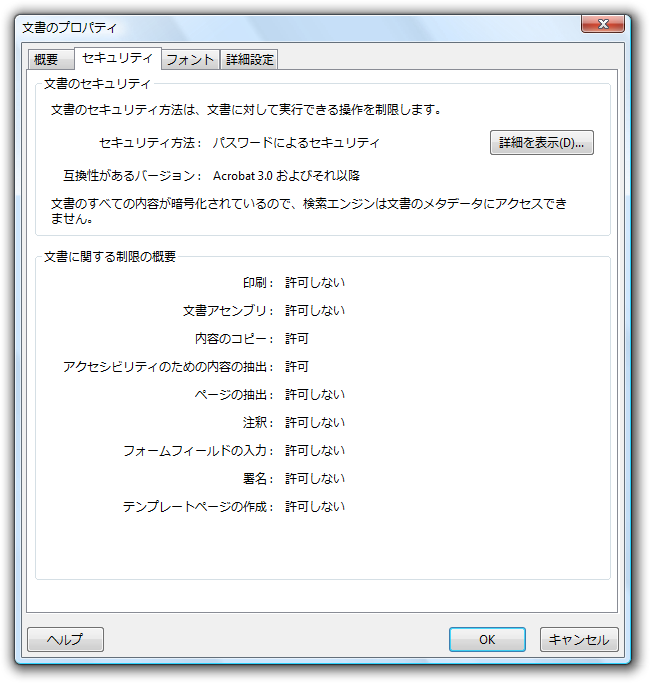 文書のプロパティ
概要 セキュリティ フォント 詳細設定
文書のセキュリティ
文書のセキュリティ方法は、文書に対して実行できる操作を制限します。
セキュリティ方法： パスワードによるセキュリティ 詳細を表示(D)...
互換性があるバージョン： Acrobat 3.0 およびそれ以降
文書のすべての内容が暗号化されているので、検索エンジンは文書のメタデータにアクセスでき
ません。
文書に関する制限の概要
印刷： 許可しない
文書アセンブリ： 許可しない
内容のコピー： 許可
アクセシビリティのための内容の抽出： 許可
ページの抽出： 許可しない
注釈： 許可しない
フォームフィールドの入力： 許可しない
署名： 許可しない
テンプレートページの作成： 許可しない
ヘルプ OK キャンセル